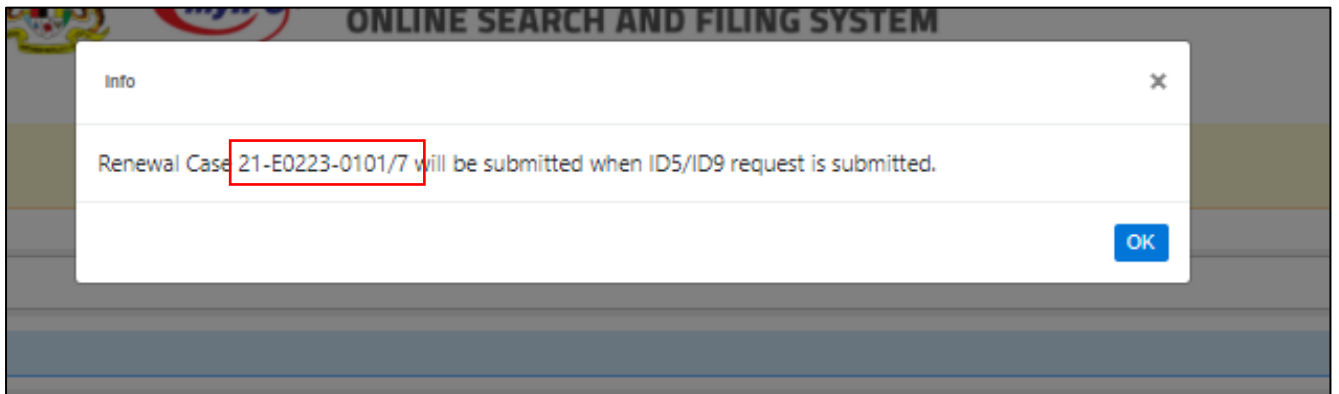 ONLINE SEARCH AND FILING SYSTEM
Info
Renewal Case 21-E0223-0101/7 will be submitted when ID5/ID9 request is submitted.
OK